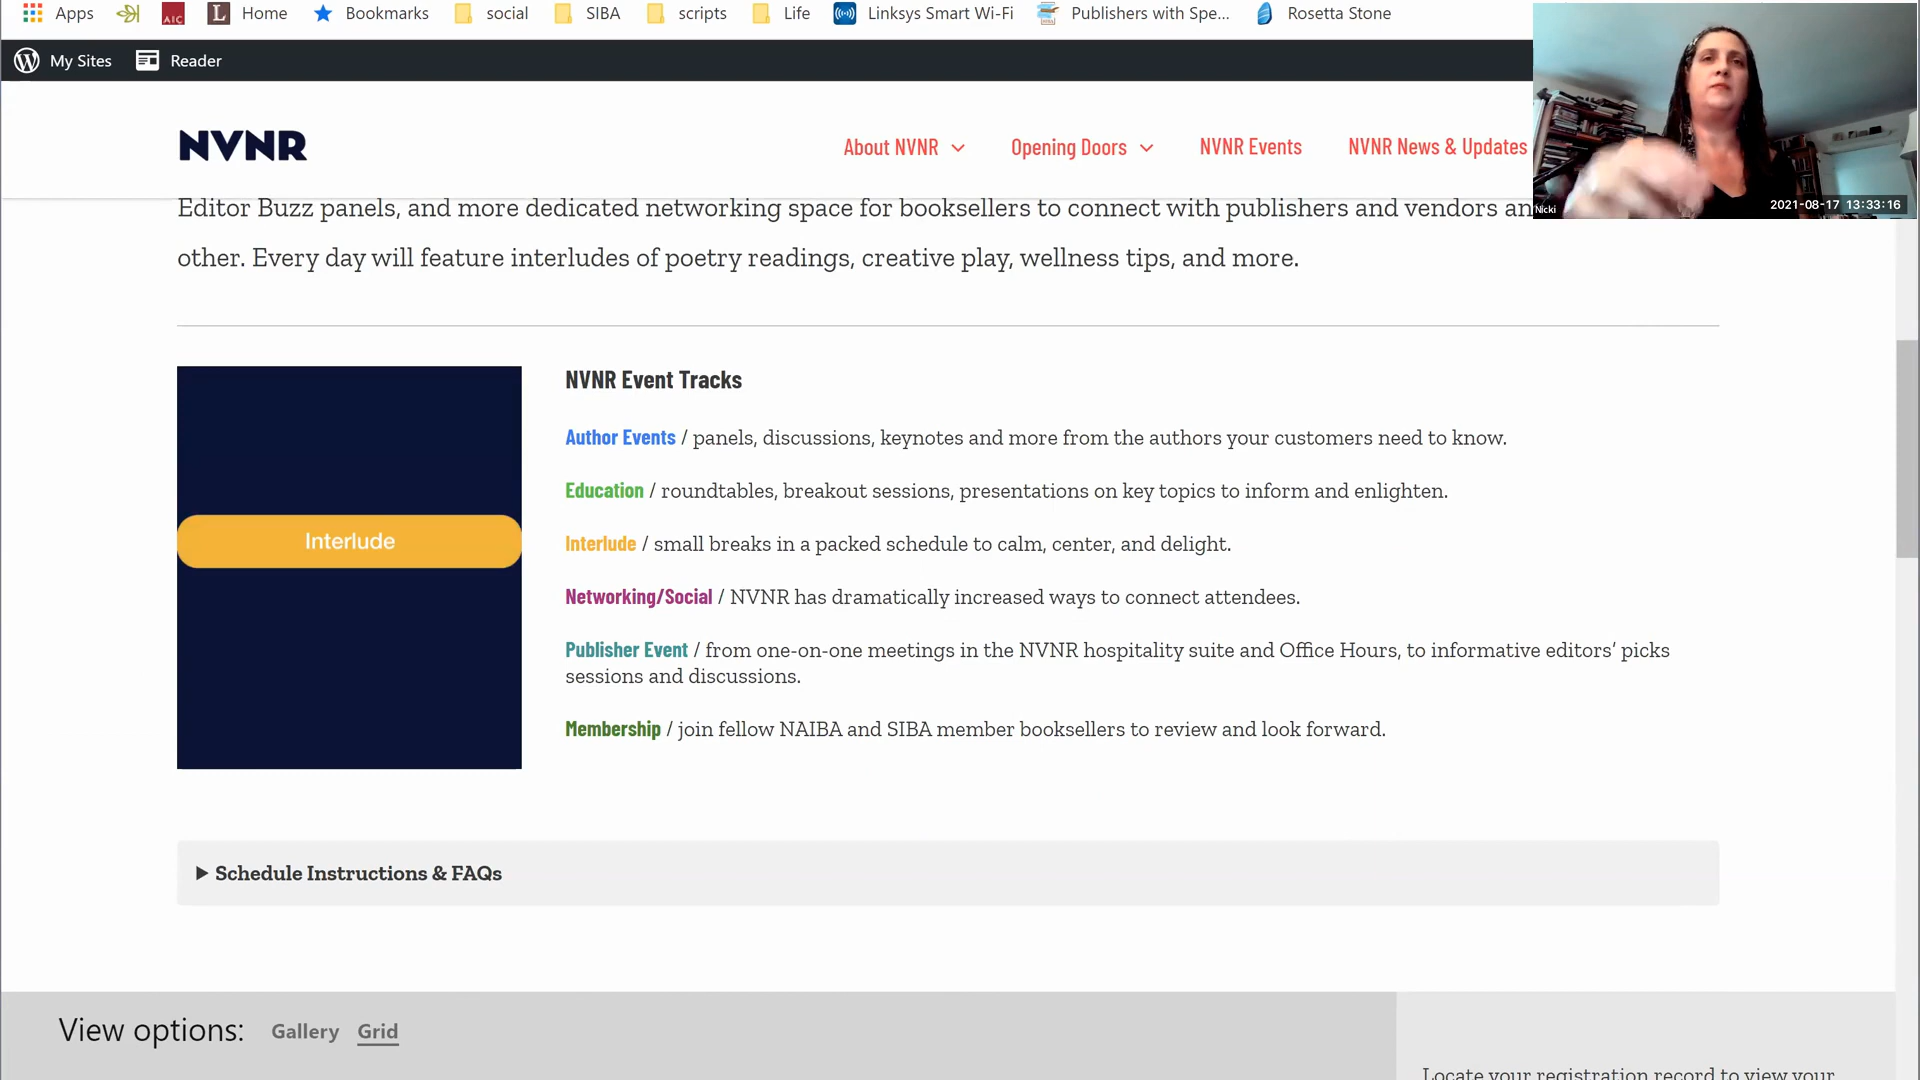 Apps
AIC
L
Home
Bookmarks
social
SIBA
scripts
Life
Linksys Smart Wi-Fi
Publishers with Spe...
Rosetta Stone
My Sites
Reader
NVNR
About NVNR
Opening Doors
NVNR Events
NVNR News & Updates
Nicki
2021-08-17 13:33:16
Editor Buzz panels, and more dedicated networking space for booksellers to connect with publishers and vendors an
other. Every day will feature interludes of poetry readings, creative play, wellness tips, and more.
Interlude
NVNR Event Tracks
Author Events / panels, discussions, keynotes and more from the authors your customers need to know.
Education / roundtables, breakout sessions, presentations on key topics to inform and enlighten.
Interlude / small breaks in a packed schedule to calm, center, and delight.
Networking/Social / NVNR has dramatically increased ways to connect attendees.
Publisher Event / from one-on-one meetings in the NVNR hospitality suite and Office Hours, to informative editors’ picks
sessions and discussions.
Membership / join fellow NAIBA and SIBA member booksellers to review and look forward.
Schedule Instructions & FAQs
View options: Gallery Grid
Locate your registration record to view your